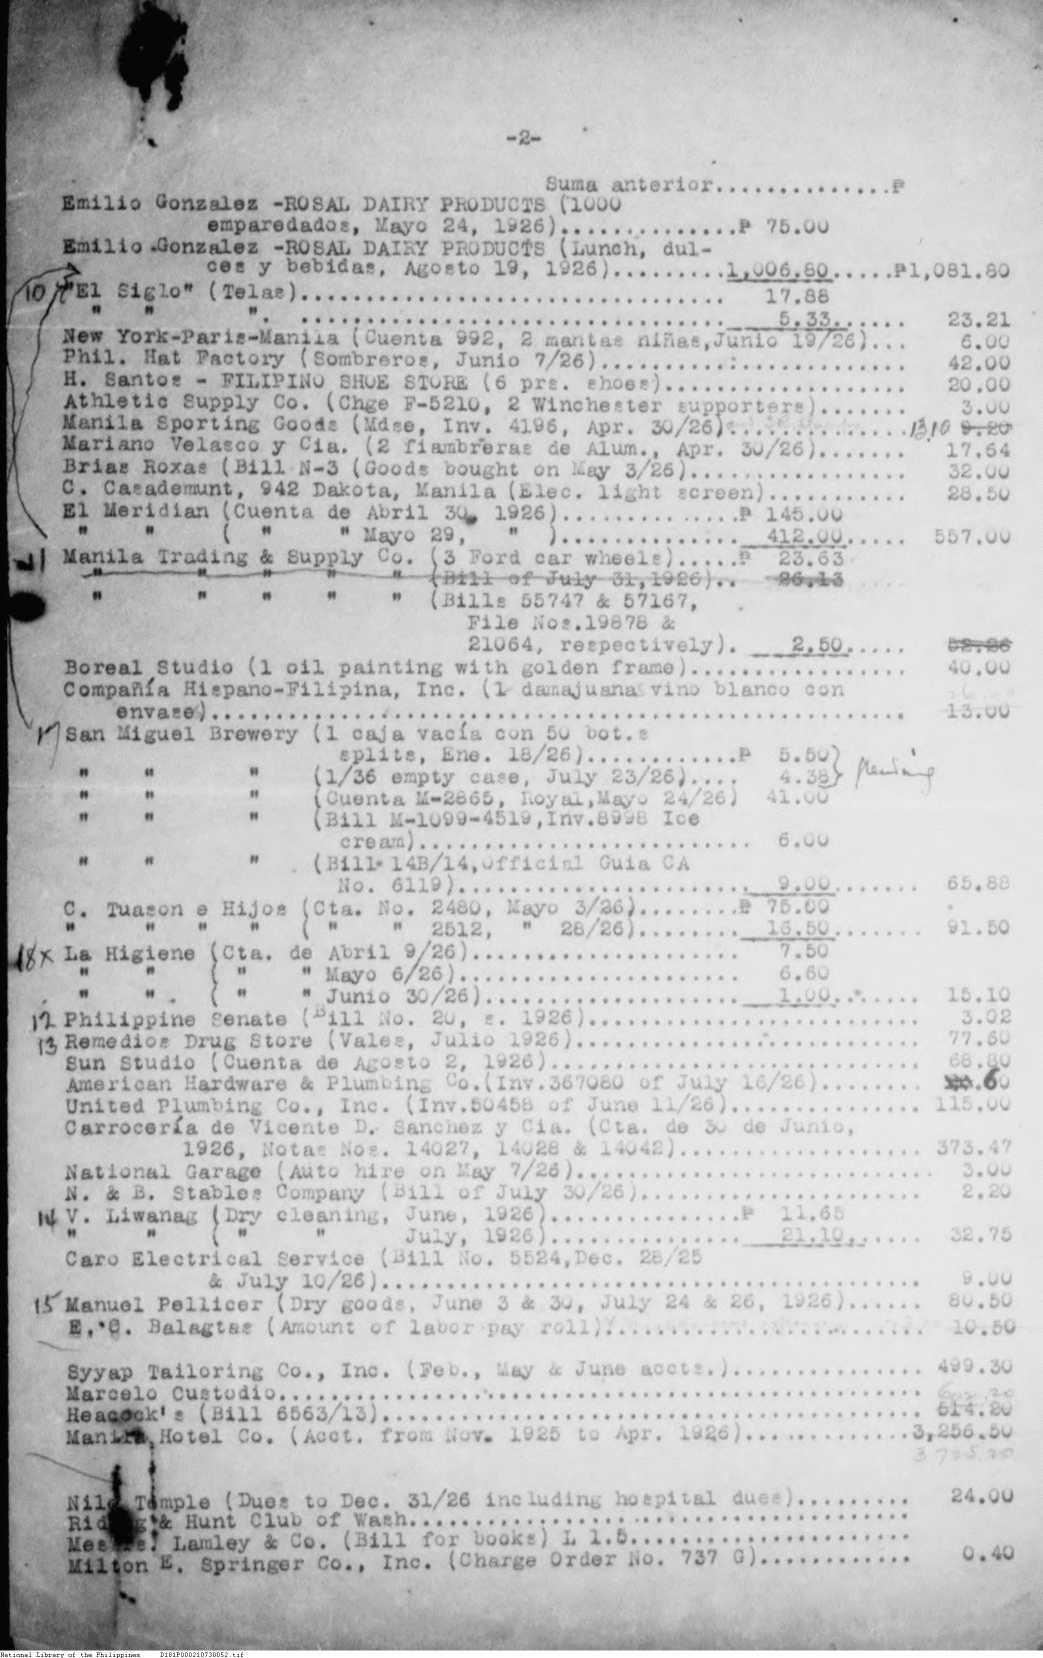 -2-
Suma anterior..............₱
Emilio Gonzalez -ROSAL DAIRY PRODUCTS (1000
emparedados, Mayo 24, 1926)..............₱ 75.00
Emilio Gonzalez -ROSAL DAIRY PRODUCTS (Lunch, dul-
ces y bebidas, Agosto 19, 1926).........1,006.80.....₱1,081.80
10 "El Siglo" (Telas)................................. 17.88
" " ". ................................. 5.33...... 23.21
New York-Paris-Manila (Cuenta 992, 2 mantas niñas,Junio 19/26)... 6.00
Phil. Hat Factory (Sombreros, Junio 7/26)........................ 42.00
H. Santos - FILIPINO SHOE STORE (6 prs. shoes)................... 20.00
Athletic Supply Co. (Chge F-5210, 2 Winchester supporters)....... 3.00
Manila Sporting Goods (Mdse, Inv. 4196, Apr. 30/26)..............13.10 9.20
Mariano Velasco y Cia. (2 fiambreras de Alum., Apr. 30/26)....... 17.64
Brias Roxas (Bill N-3 (Goods bought on May 3/26)................. 32.00
C. Casademunt, 942 Dakota, Manila (Elec. light screen)........... 28.50
El Meridian (Cuenta de Abril 30, 1926)..............₱ 145.00
" " ( " " Mayo 29, " )............... 412.00..... 557.00
11 Manila Trading & Supply Co. (3 Ford car wheels).....₱ 23.63
" " " " " (Bill of July 31,1926).. 26.13
" " " " " (Bills 55747 & 57167,
File Nos.19878 &
21064, respectively). 2.50..... 52.26
Boreal Studio (1 oil painting with golden frame)................. 40.00
Compañía Hispano-Filipina, Inc. (1 damajuana vino blanco con
envase)..................................................... 13.00
17 San Miguel Brewery (1 caja vacía con 50 bot.s
splits, Ene. 18/26)............₱ 5.50} pending
" " " (1/36 empty case, July 23/26).... 4.38}
" " " (Cuenta M-2865, Royal,Mayo 24/26) 41.00
" " " (Bill M-1099-4519,Inv.8998 Ice
cream).......................... 6.00
" " " (Bill 14B/14,Official Guia CA
No. 6119)....................... 9.00....... 65.88
C. Tuason e Hijos (Cta. No. 2480, Mayo 3/26)........₱ 75.00
" " " " ( " " 2512, " 28/26)........ 16.50....... 91.50
18x La Higiene (Cta. de Abril 9/26)..................... 7.50
" " ( " " Mayo 6/26)...................... 6.60
" " ( " " Junio 30/26).................... 1.00....... 15.10
12 Philippine Senate (Bill No. 20, s. 1926)......................... 3.02
13 Remedios Drug Store (Vales, Julio 1926).......................... 77.60
Sun Studio (Cuenta de Agosto 2, 1926)............................ 68.80
American Hardware & Plumbing Co.(Inv.367080 of July 16/26)........ 6
United Plumbing Co., Inc. (Inv.50458 of June 11/26)............... 115.00
Carrocería de Vicente D. Sanchez y Cia. (Cta. de 30 de Junio,
1926, Notas Nos. 14027, 14028 & 14042)................... 373.47
National Garage (Auto hire on May 7/26).......................... 3.00
N. & B. Stables Company (Bill of July 30/26)..................... 2.20
14 V. Liwanag (Dry cleaning, June, 1926)...............₱ 11.65
" " ( " " July, 1926)............... 21.10...... 32.75
Caro Electrical Service (Bill No. 5524,Dec. 28/25
& July 10/26)......................................... 9.00
15 Manuel Pellicer (Dry goods, June 3 & 30, July 24 & 26, 1926)...... 80.50
E. C. Balagtas (Amount of labor pay roll)........................ 10.50
Syyap Tailoring Co., Inc. (Feb., May & June accts.)............... 499.30
Marcelo Custodio.................................................
Heacock's (Bill 6563/13)......................................... 614.20
Manila Hotel Co. (Acct. from Nov. 1925 to Apr. 1926).............3,256.50
Nile Temple (Dues to Dec. 31/26 including hospital dues)......... 24.00
Riding & Hunt Club of Wash.......................................
Messrs. Lamley & Co. (Bill for books) L 1.5......................
Milton E. Springer Co., Inc. (Charge Order No. 737 G)............ 0.40
National Library of the Philippines D181P000210738052.tif